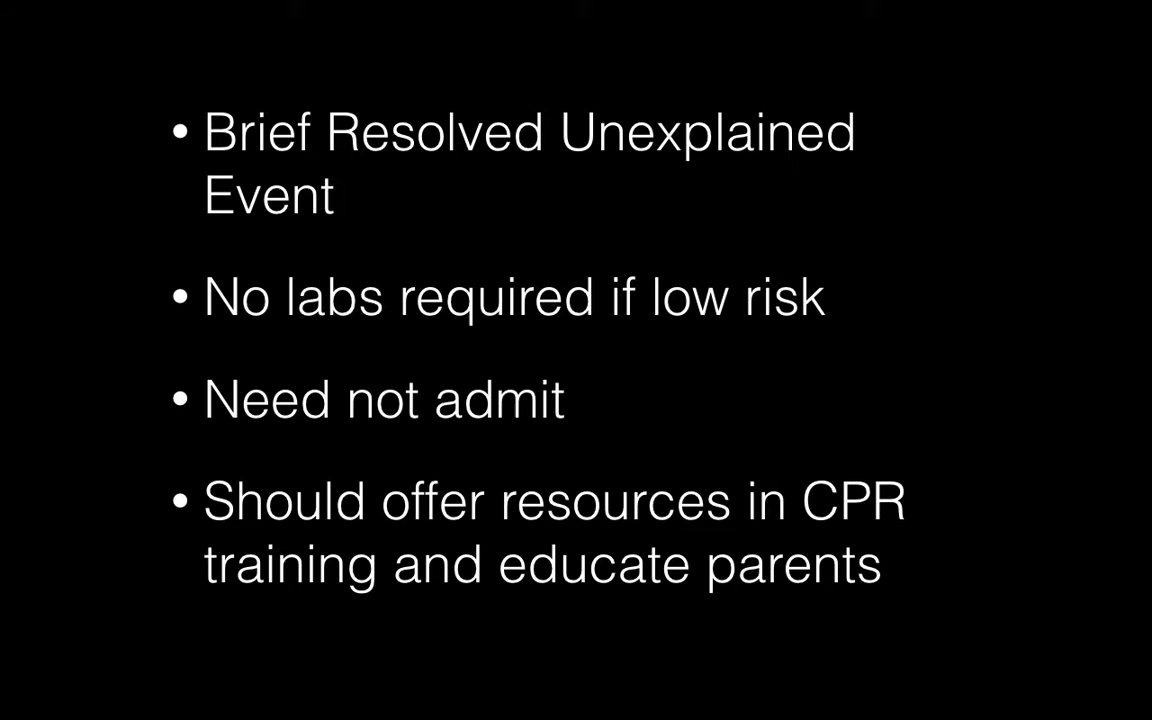 • Brief Resolved Unexplained
Event
• No labs required if low risk
• Need not admit
• Should offer resources in CPR
training and educate parents